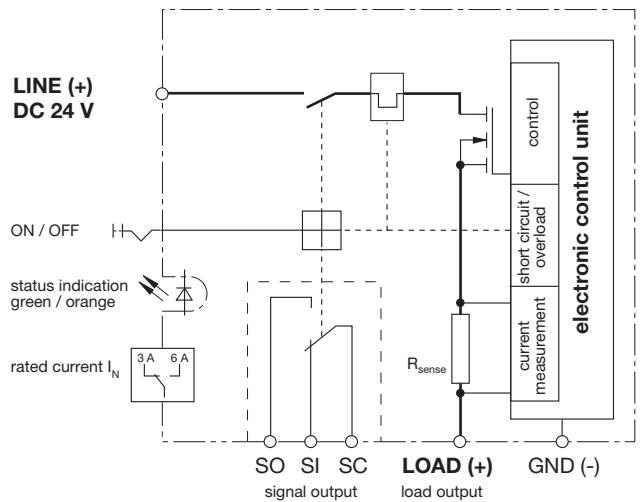 LINE (+)
DC 24 V
ON / OFF
status indication
green / orange
rated current I_N
3 A 6 A
R_sense
control
short circuit /
overload
current
measurement
electronic control unit
SO SI SC LOAD (+) GND (-)
signal output load output